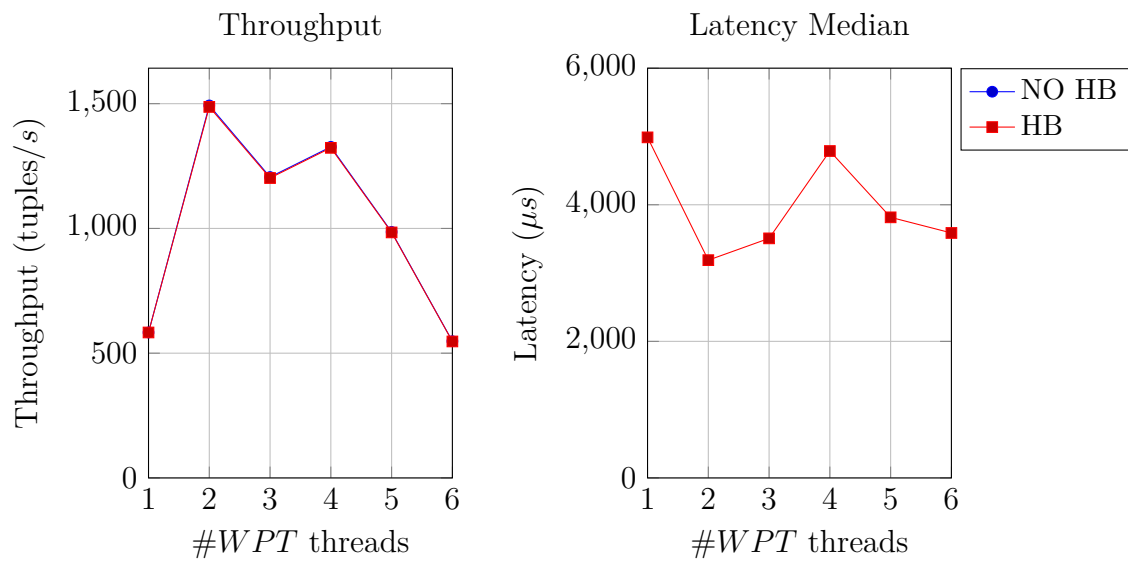 Throughput
Throughput (tuples/s)
1,500
1,000
500
0
1 2 3 4 5 6
#WPT threads
Latency Median
Latency (μs)
6,000
4,000
2,000
0
1 2 3 4 5 6
#WPT threads
NO HB
HB